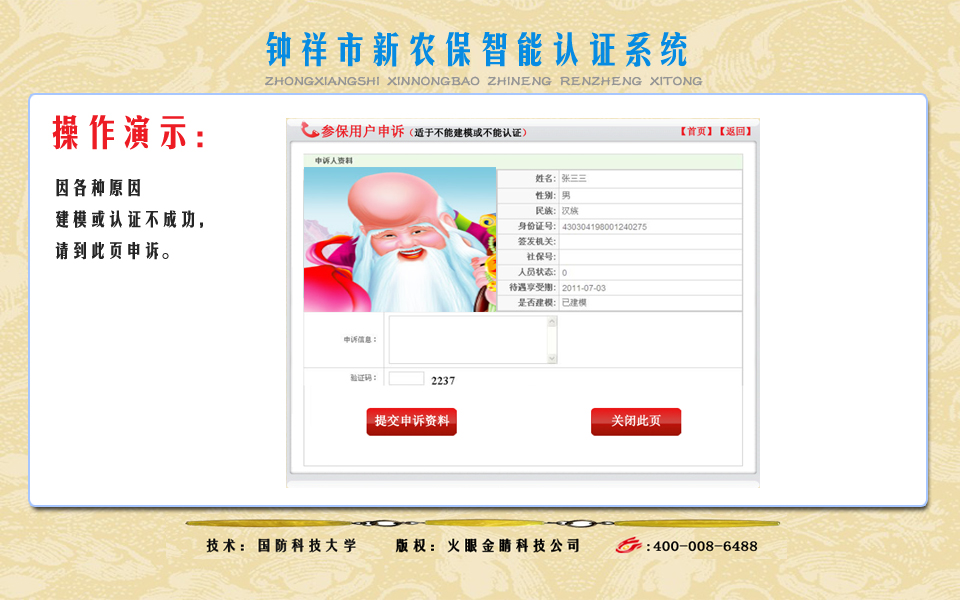 钟祥市新农保智能认证系统
ZHONGXIANGSHI XINNONGBAO ZHINENG RENZHENG XITONG
操作演示：
因各种原因
建模或认证不成功，
请到此页申诉。
参保用户申诉（适于不能建模或不能认证） 【首页】【返回】
申诉人资料
姓名: 张三三
性别: 男
民族: 汉族
身份证号: 430304198001240275
签发机关:
社保号:
人员状态: 0
待遇享受期: 2011-07-03
是否建模: 已建模
申诉信息：
验证码： 2237
提交申诉资料 关闭此页
技术：国防科技大学 版权：火眼金睛科技公司 :400-008-6488